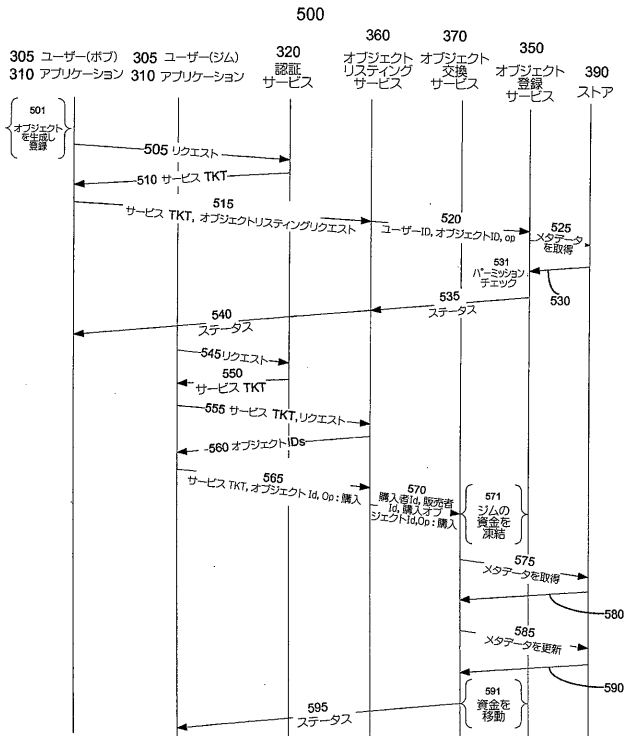 500
305 ユーザー(ボブ)
310 アプリケーション
305 ユーザー(ジム)
310 アプリケーション
320
認証
サービス
360
オブジェクト
リスティング
サービス
370
オブジェクト
交換
サービス
350
オブジェクト
登録
サービス
390
ストア
501
オブジェクト
を生成し
登録
505 リクエスト
510 サービス TKT
515
サービス TKT, オブジェクトリスティングリクエスト
520
ユーザーID, オブジェクトID, op
525
メタデータ
を取得
530
531
パーミッション
チェック
535
ステータス
540
ステータス
545リクエスト
550
サービス TKT
555 サービス TKT,リクエスト
560 オブジェクトIDs
565
サービス TKT, オブジェクト Id, Op : 購入
570
購入者Id, 販売者
Id, 購入オブ
ジェクトId,Op : 購入
571
ジムの
資金を
凍結
575
メタデータを取得
580
585
メタデータを更新
590
591
資金を
移動
595
ステータス